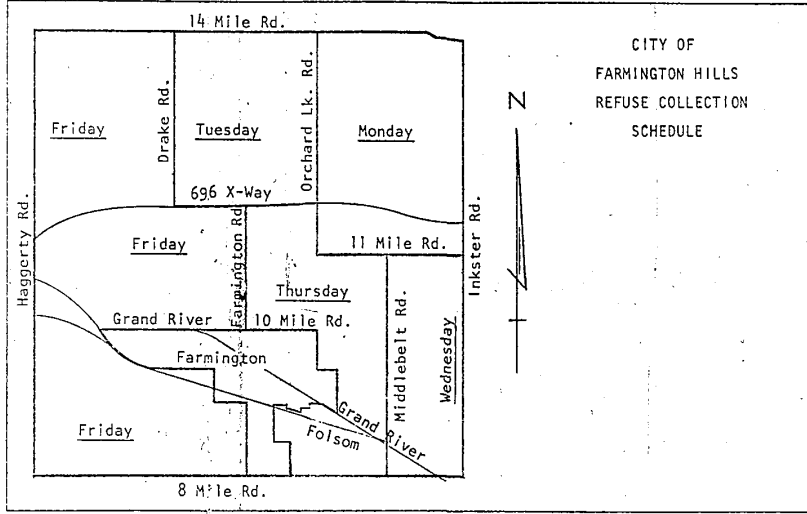 14 Mile Rd.
CITY OF
FARMINGTON HILLS
REFUSE COLLECTION
SCHEDULE
N
Drake Rd.
Orchard Lk. Rd.
Friday
Tuesday
Monday
696 X-Way
Haggerty Rd.
Farmington Rd
Inkster Rd.
11 Mile Rd.
Friday
Thursday
Middlebelt Rd.
Grand River
10 Mile Rd.
Wednesday
Farmington
Grand River
Friday
Folsom
8 Mile Rd.